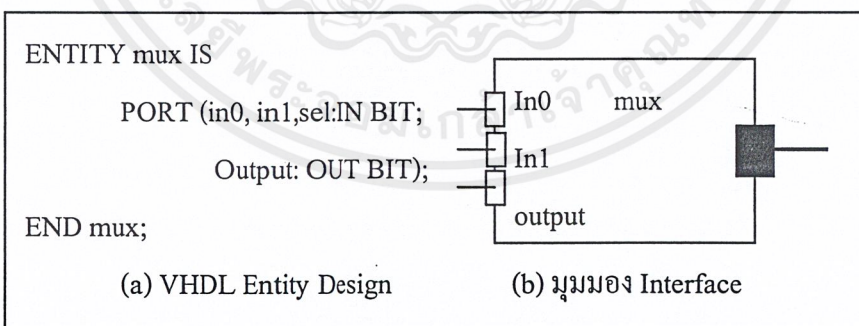 ENTITY mux IS
PORT (in0, in1,sel:IN BIT;
Output: OUT BIT);
END mux;
(a) VHDL Entity Design
In0 mux
In1
output
(b) มุมมอง Interface